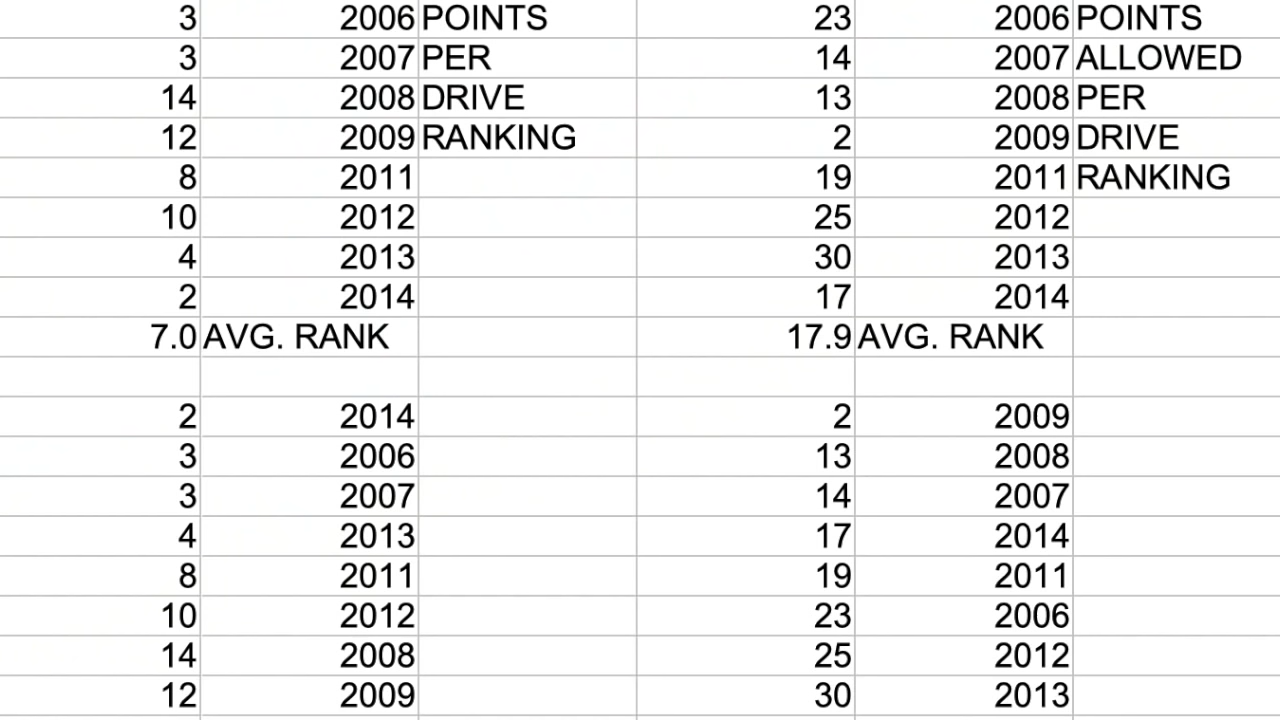 3 2006 POINTS 23 2006 POINTS
3 2007 PER 14 2007 ALLOWED
14 2008 DRIVE 13 2008 PER
12 2009 RANKING 2 2009 DRIVE
8 2011 19 2011 RANKING
10 2012 25 2012
4 2013 30 2013
2 2014 17 2014
7.0 AVG. RANK 17.9 AVG. RANK
2 2014 2 2009
3 2006 13 2008
3 2007 14 2007
4 2013 17 2014
8 2011 19 2011
10 2012 23 2006
14 2008 25 2012
12 2009 30 2013